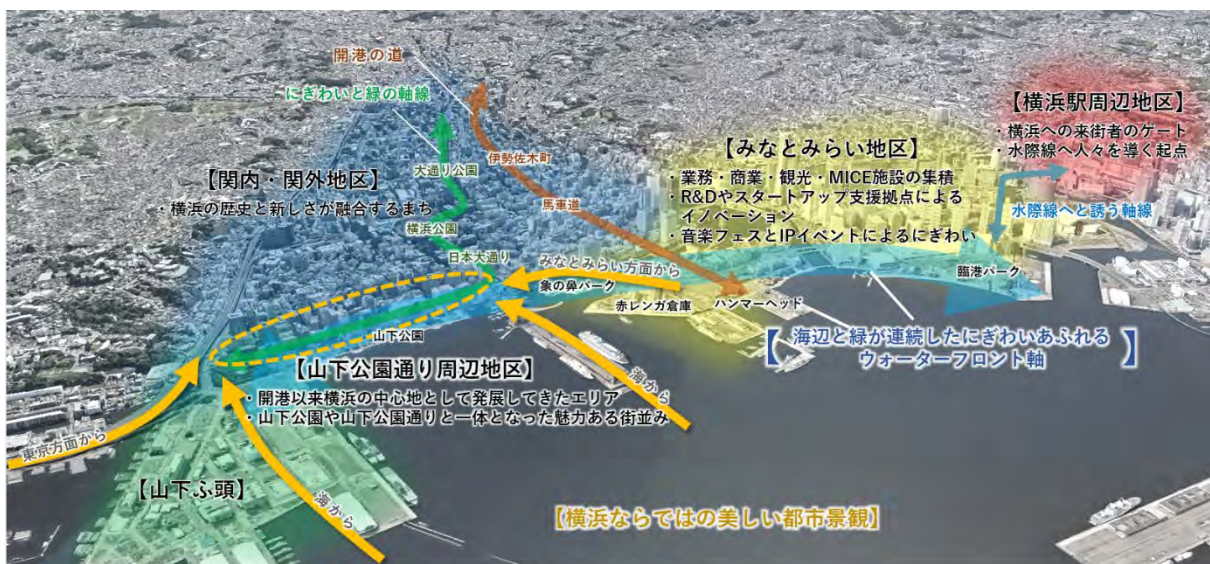 開港の道
にぎわいと緑の軸線
大通り公園
伊勢佐木町
【関内・関外地区】
・横浜の歴史と新しさが融合するまち
馬車道
横浜公園
日本大通り
【みなとみらい地区】
・業務・商業・観光・MICE施設の集積
・R&Dやスタートアップ支援拠点による
イノベーション
・音楽フェスとIPイベントによるにぎわい
【横浜駅周辺地区】
・横浜への来街者のゲート
・水際線へ人々を導く起点
水際線へと誘う軸線
みなとみらい方面から
象の鼻パーク
赤レンガ倉庫
ハンマーヘッド
臨港パーク
山下公園
【海辺と緑が連続したにぎわいあふれる
ウォーターフロント軸】
【山下公園通り周辺地区】
・開港以来横浜の中心地として発展してきたエリア
・山下公園や山下公園通りと一体となった魅力ある街並み
海から
東京方面から
【山下ふ頭】
海から
【横浜ならではの美しい都市景観】